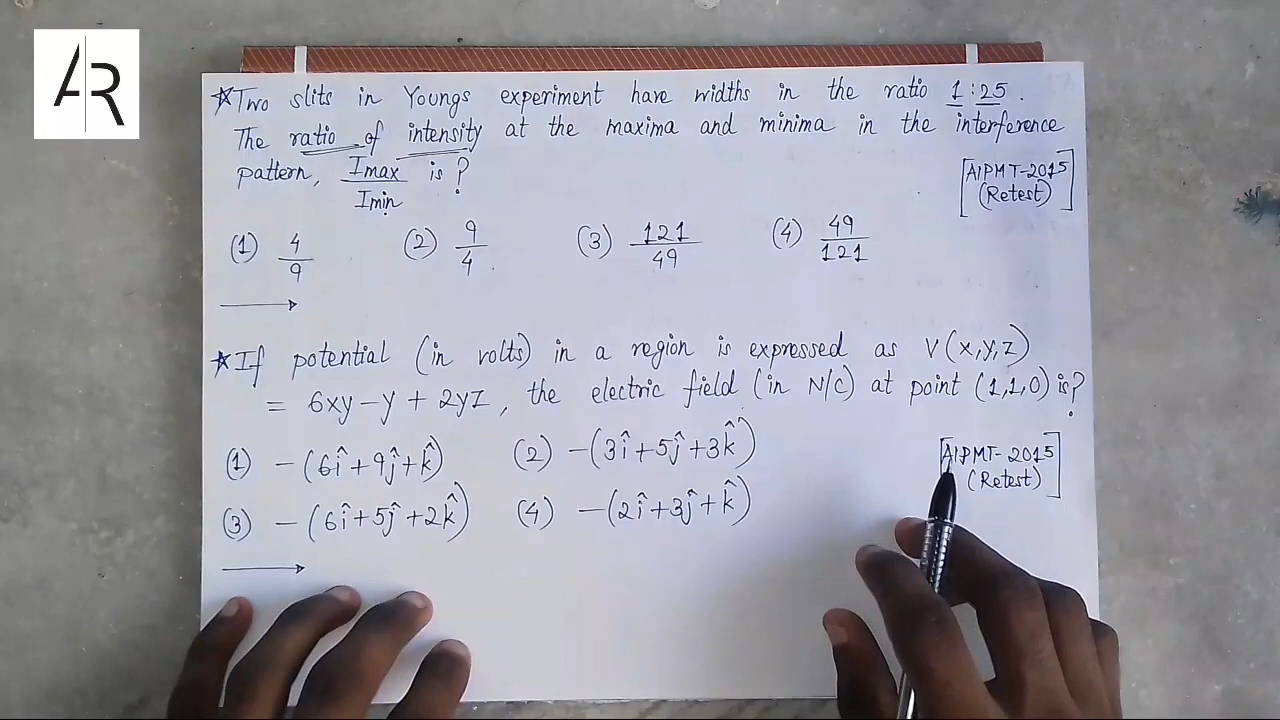 AR
*Two slits in Youngs experiment have widths in the ratio 1:25.
The ratio of intensity at the maxima and minima in the interference
pattern, Imax/Imin is?
[AIPMT-2015
(Retest)]
(1) 4/9 (2) 9/4 (3) 121/49 (4) 49/121
*If potential (in volts) in a region is expressed as V(x,y,z)
= 6xy-y+2yz, the electric field (in N/C) at point (1,1,0) is?
(1) -(6î+9ĵ+k̂) (2) -(3î+5ĵ+3k̂)
[AIPMT-2015
(Retest)]
(3) -(6î+5ĵ+2k̂) (4) -(2î+3ĵ+k̂)